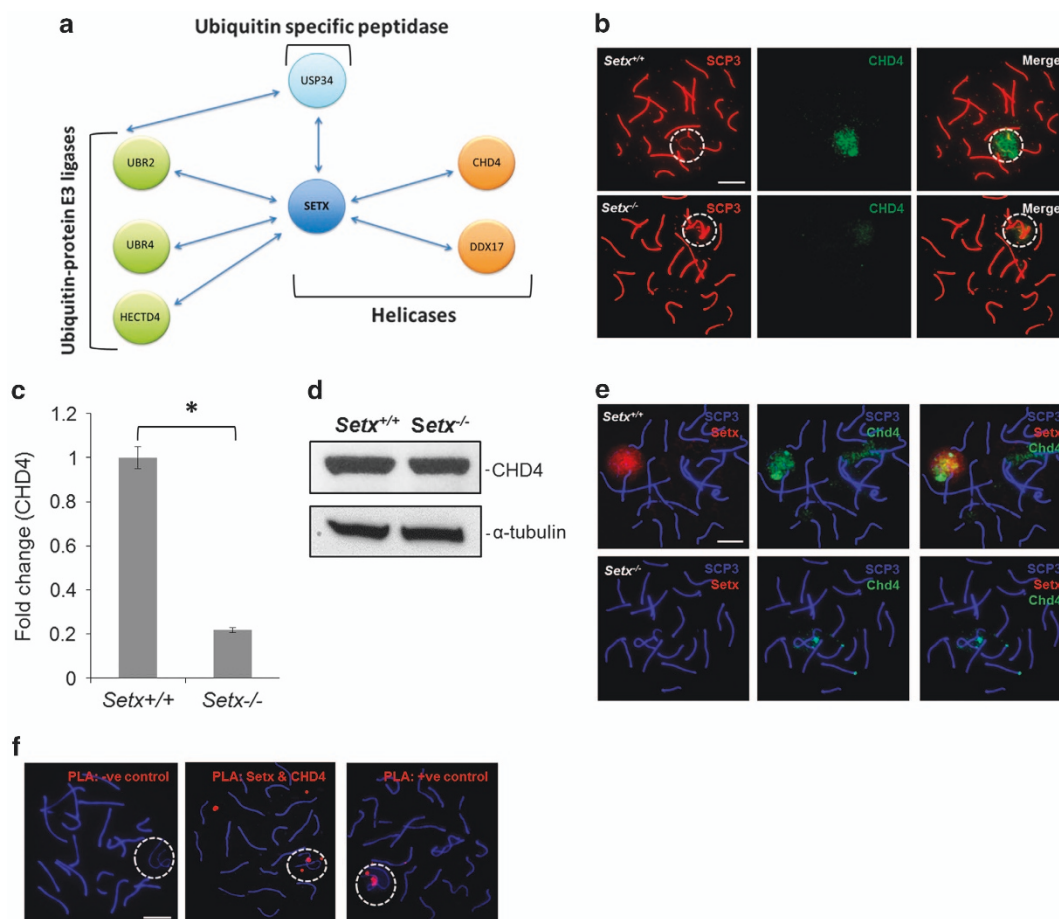 a
Ubiquitin specific peptidase
USP34
UBR2
CHD4
SETX
UBR4
DDX17
HECTD4
Ubiquitin-protein E3 ligases
Helicases
b
Setx+/+ SCP3 CHD4 Merge
Setx-/- SCP3 CHD4 Merge
c
*
1.2
1
0.8
0.6
0.4
0.2
0
Fold change (CHD4)
Setx+/+ Setx-/-
d
Setx+/+ Setx-/-
-CHD4
-α-tubulin
e
Setx+/+ SCP3 SCP3 SCP3
Setx Chd4 Setx
Chd4
Setx-/- SCP3 SCP3 SCP3
Setx Chd4 Setx
Chd4
f
PLA: -ve control PLA: Setx & CHD4 PLA: +ve control